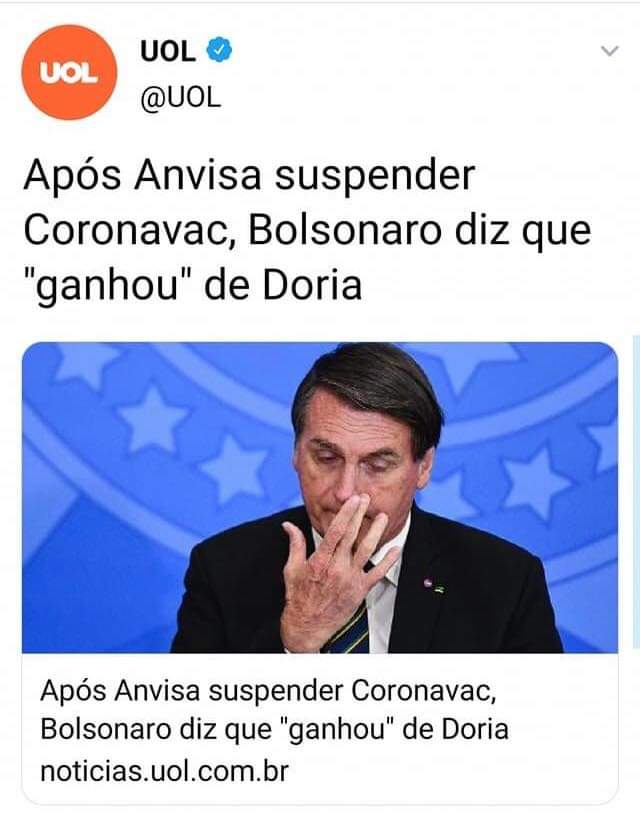 UOL
UOL
@UOL
Após Anvisa suspender
Coronavac, Bolsonaro diz que
"ganhou" de Doria
Após Anvisa suspender Coronavac,
Bolsonaro diz que "ganhou" de Doria
noticias.uol.com.br